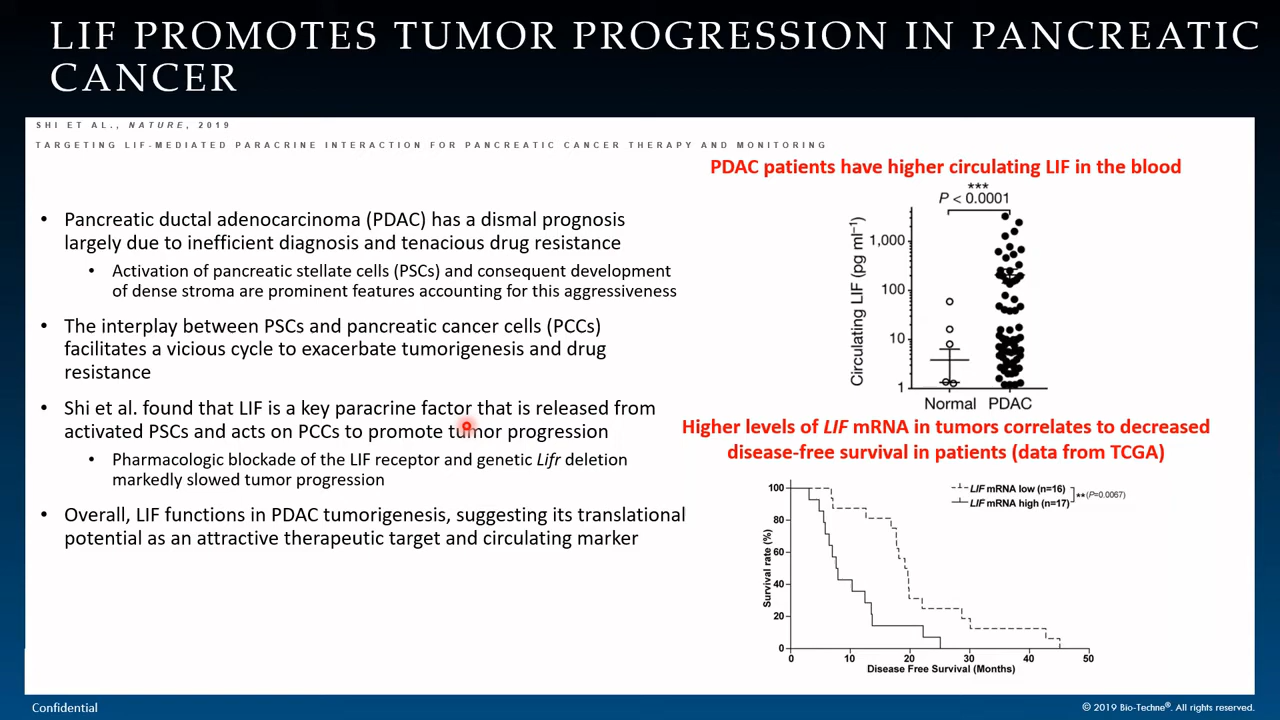 LIF PROMOTES TUMOR PROGRESSION IN PANCREATIC
CANCER
SHI ET AL., NATURE, 2019
TARGETING LIF-MEDIATED PARACRINE INTERACTION FOR PANCREATIC CANCER THERAPY AND MONITORING
• Pancreatic ductal adenocarcinoma (PDAC) has a dismal prognosis
largely due to inefficient diagnosis and tenacious drug resistance
• Activation of pancreatic stellate cells (PSCs) and consequent development
of dense stroma are prominent features accounting for this aggressiveness
• The interplay between PSCs and pancreatic cancer cells (PCCs)
facilitates a vicious cycle to exacerbate tumorigenesis and drug
resistance
• Shi et al. found that LIF is a key paracrine factor that is released from
activated PSCs and acts on PCCs to promote tumor progression
• Pharmacologic blockade of the LIF receptor and genetic Lifr deletion
markedly slowed tumor progression
• Overall, LIF functions in PDAC tumorigenesis, suggesting its translational
potential as an attractive therapeutic target and circulating marker
PDAC patients have higher circulating LIF in the blood
***
P < 0.0001
Circulating LIF (pg ml⁻¹)
1,000
100
10
1
Normal PDAC
Higher levels of LIF mRNA in tumors correlates to decreased
disease-free survival in patients (data from TCGA)
LIF mRNA low (n=16)
LIF mRNA high (n=17)
**(P=0.0067)
Survival rate (%)
100
80
60
40
20
0
0 10 20 30 40 50
Disease Free Survival (Months)
Confidential
© 2019 Bio-Techne®. All rights reserved.